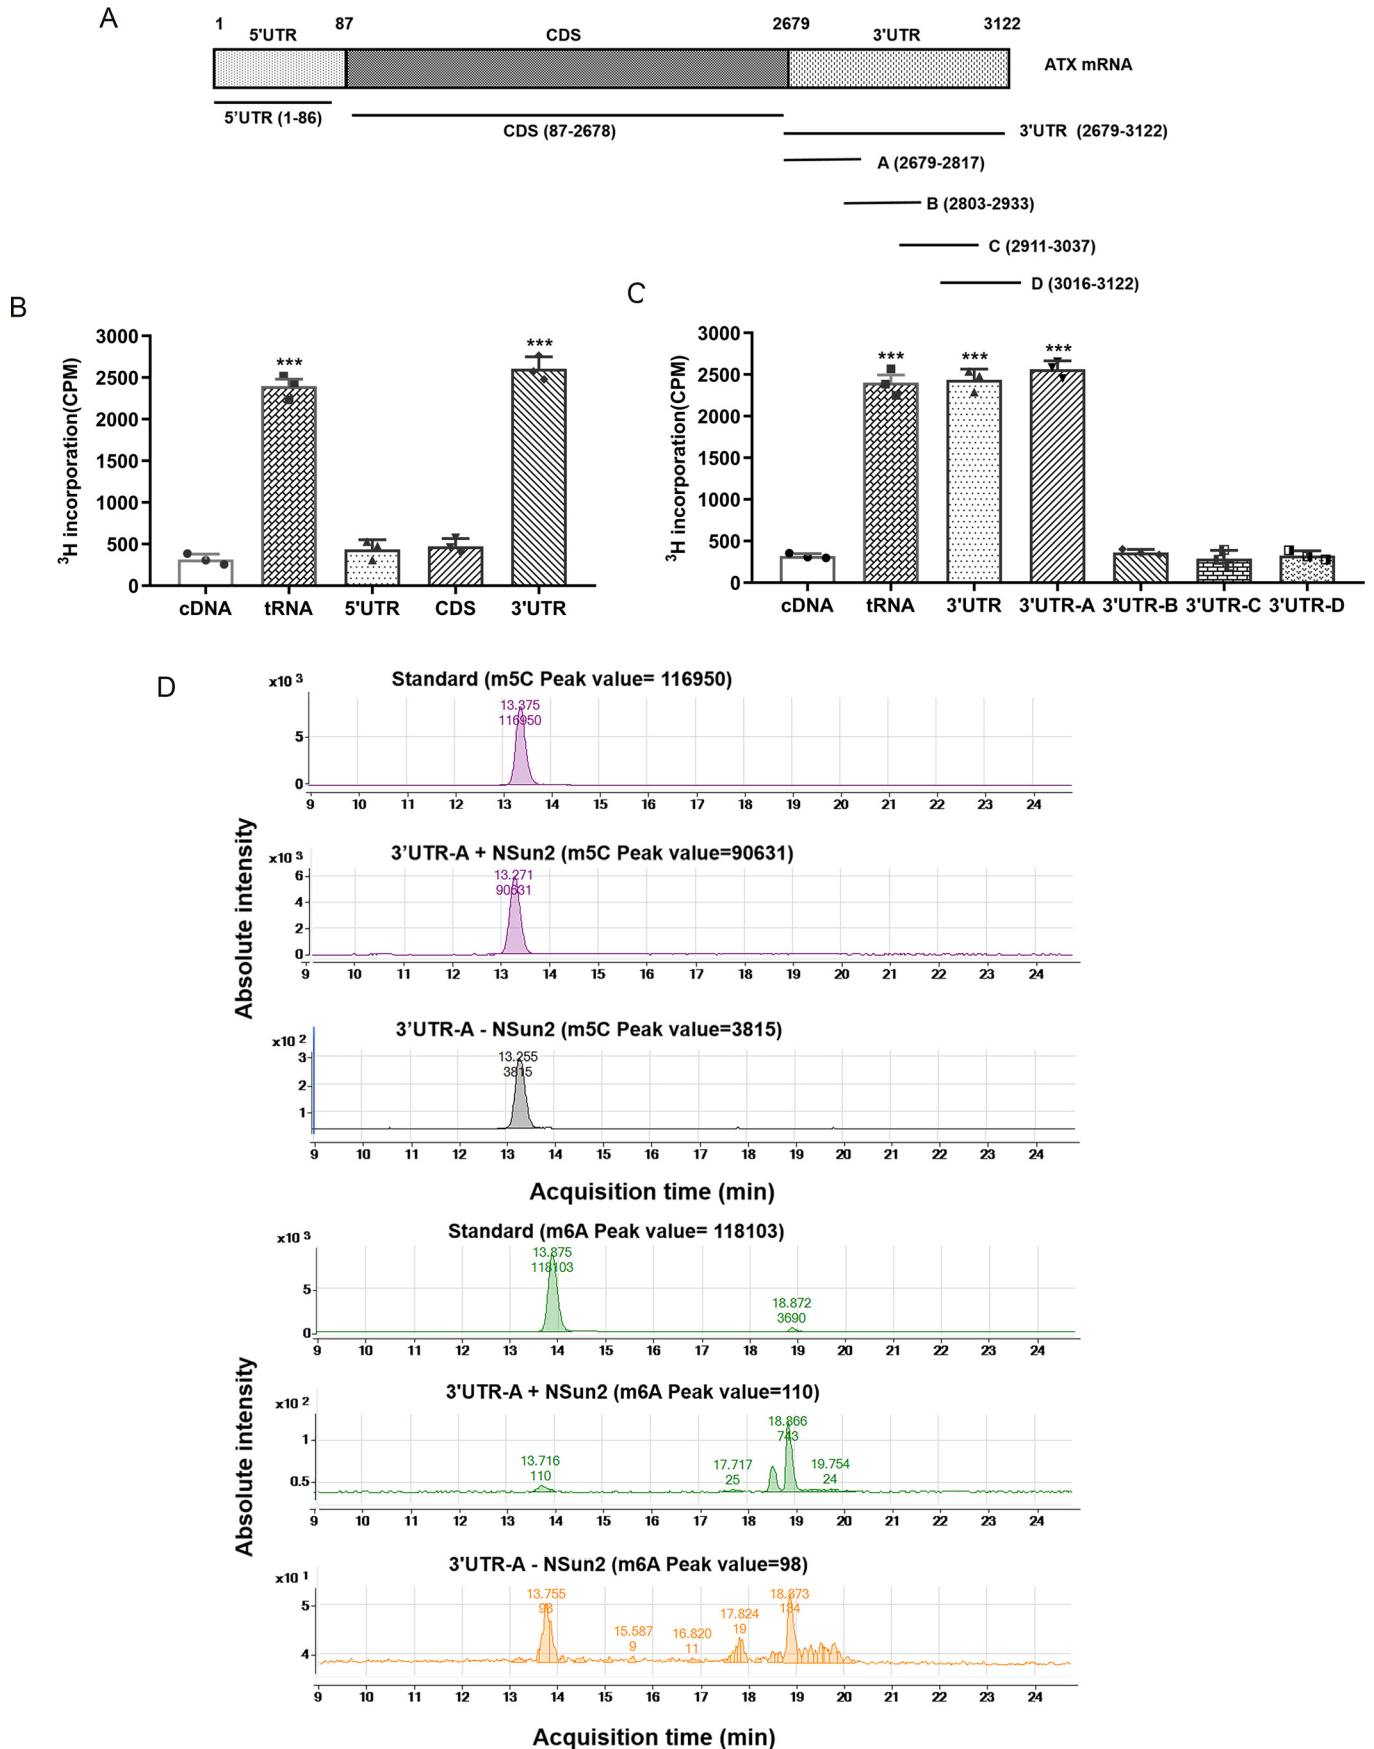 A
1 87 2679 3122
5'UTR CDS 3'UTR
ATX mRNA
5'UTR (1-86)
CDS (87-2678)
3'UTR (2679-3122)
A (2679-2817)
B (2803-2933)
C (2911-3037)
D (3016-3122)
B
³H incorporation(CPM)
3000
2500
2000
1500
1000
500
0
*** ***
cDNA tRNA 5'UTR CDS 3'UTR
C
³H incorporation(CPM)
3000
2500
2000
1500
1000
500
0
*** *** ***
cDNA tRNA 3'UTR 3'UTR-A 3'UTR-B 3'UTR-C 3'UTR-D
D
Absolute intensity
Standard (m5C Peak value= 116950)
x10 3
13.375
116950
5
0
9 10 11 12 13 14 15 16 17 18 19 20 21 22 23 24
3'UTR-A + NSun2 (m5C Peak value=90631)
x10 3
13.271
90631
6
4
2
0
9 10 11 12 13 14 15 16 17 18 19 20 21 22 23 24
3'UTR-A - NSun2 (m5C Peak value=3815)
x10 2
13.255
3815
3
2
1
9 10 11 12 13 14 15 16 17 18 19 20 21 22 23 24
Acquisition time (min)
Absolute intensity
Standard (m6A Peak value= 118103)
x10 3
13.875
118103
5
18.872
3690
0
9 10 11 12 13 14 15 16 17 18 19 20 21 22 23 24
3'UTR-A + NSun2 (m6A Peak value=110)
x10 2
18.866
743
1
13.716
110
17.717
25
19.754
24
0.5
9 10 11 12 13 14 15 16 17 18 19 20 21 22 23 24
3'UTR-A - NSun2 (m6A Peak value=98)
x10 1
13.755
98
18.873
134
5
17.824
19
15.587
9
16.820
11
4
9 10 11 12 13 14 15 16 17 18 19 20 21 22 23 24
Acquisition time (min)